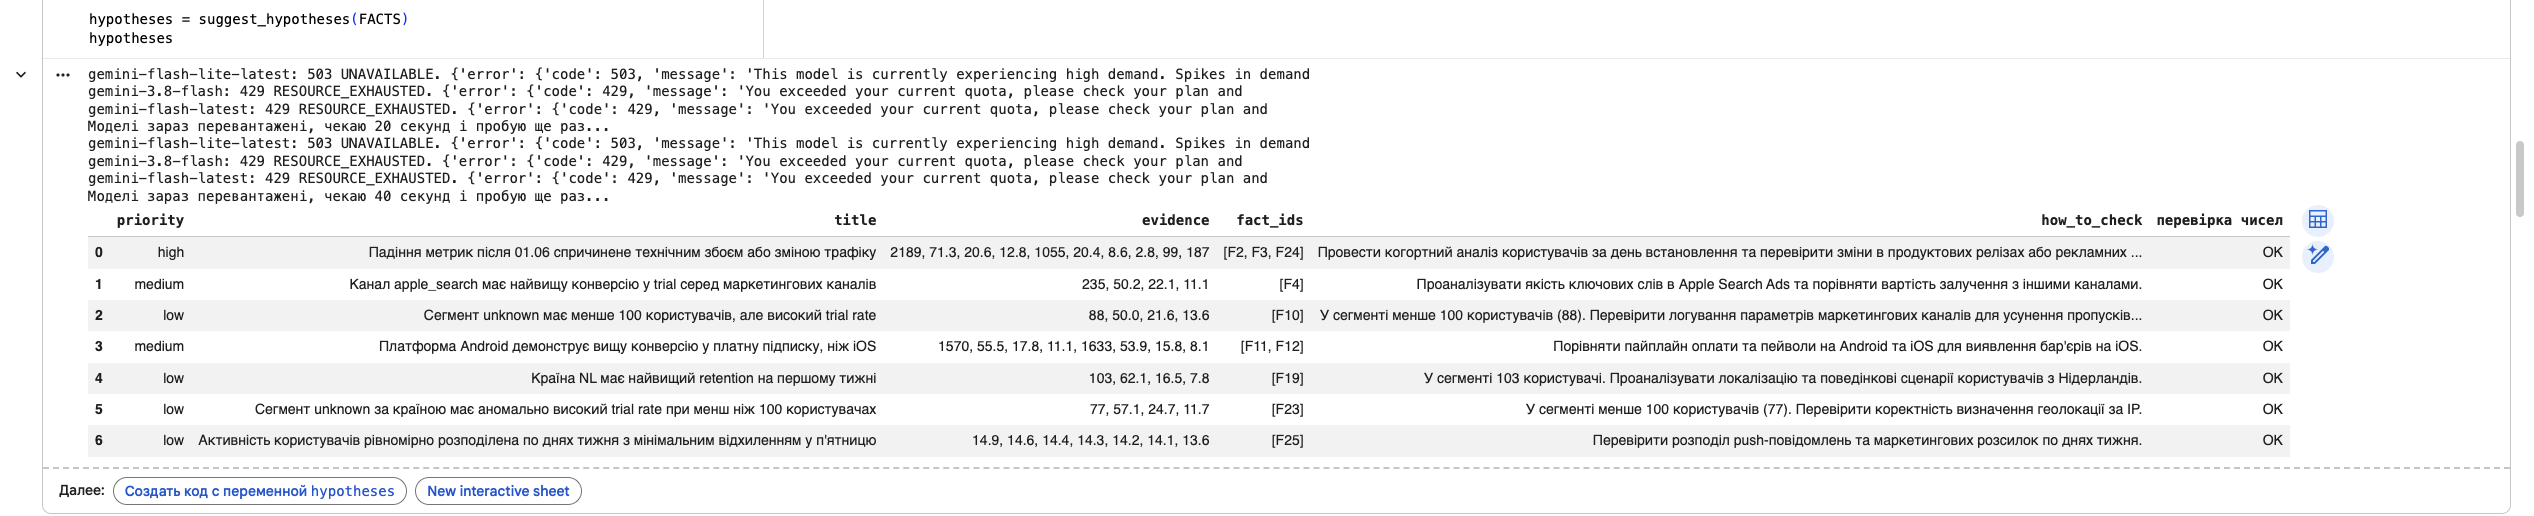 hypotheses = suggest_hypotheses(FACTS)
hypotheses
gemini-flash-lite-latest: 503 UNAVAILABLE. {'error': {'code': 503, 'message': 'This model is currently experiencing high demand. Spikes in demand
gemini-3.8-flash: 429 RESOURCE_EXHAUSTED. {'error': {'code': 429, 'message': 'You exceeded your current quota, please check your plan and
gemini-flash-latest: 429 RESOURCE_EXHAUSTED. {'error': {'code': 429, 'message': 'You exceeded your current quota, please check your plan and
Моделі зараз перевантажені, чекаю 20 секунд і пробую ще раз...
gemini-flash-lite-latest: 503 UNAVAILABLE. {'error': {'code': 503, 'message': 'This model is currently experiencing high demand. Spikes in demand
gemini-3.8-flash: 429 RESOURCE_EXHAUSTED. {'error': {'code': 429, 'message': 'You exceeded your current quota, please check your plan and
gemini-flash-latest: 429 RESOURCE_EXHAUSTED. {'error': {'code': 429, 'message': 'You exceeded your current quota, please check your plan and
Моделі зараз перевантажені, чекаю 40 секунд і пробую ще раз...
priority title evidence fact_ids how_to_check перевірка чисел
0 high Падіння метрик після 01.06 спричинене технічним збоєм або зміною трафіку 2189, 71.3, 20.6, 12.8, 1055, 20.4, 8.6, 2.8, 99, 187 [F2, F3, F24] Провести когортний аналіз користувачів за день встановлення та перевірити зміни в продуктових релізах або рекламних ... OK
1 medium Канал apple_search має найвищу конверсію у trial серед маркетингових каналів 235, 50.2, 22.1, 11.1 [F4] Проаналізувати якість ключових слів в Apple Search Ads та порівняти вартість залучення з іншими каналами. OK
2 low Сегмент unknown має менше 100 користувачів, але високий trial rate 88, 50.0, 21.6, 13.6 [F10] У сегменті менше 100 користувачів (88). Перевірити логування параметрів маркетингових каналів для усунення пропусків... OK
3 medium Платформа Android демонструє вищу конверсію у платну підписку, ніж iOS 1570, 55.5, 17.8, 11.1, 1633, 53.9, 15.8, 8.1 [F11, F12] Порівняти пайплайн оплати та пейволи на Android та iOS для виявлення бар'єрів на iOS. OK
4 low Країна NL має найвищий retention на першому тижні 103, 62.1, 16.5, 7.8 [F19] У сегменті 103 користувачі. Проаналізувати локалізацію та поведінкові сценарії користувачів з Нідерландів. OK
5 low Сегмент unknown за країною має аномально високий trial rate при менш ніж 100 користувачах 77, 57.1, 24.7, 11.7 [F23] У сегменті менше 100 користувачів (77). Перевірити коректність визначення геолокації за IP. OK
6 low Активність користувачів рівномірно розподілена по днях тижня з мінімальним відхиленням у п'ятницю 14.9, 14.6, 14.4, 14.3, 14.2, 14.1, 13.6 [F25] Перевірити розподіл push-повідомлень та маркетингових розсилок по днях тижня. OK
Далее: Создать код с переменной hypotheses New interactive sheet